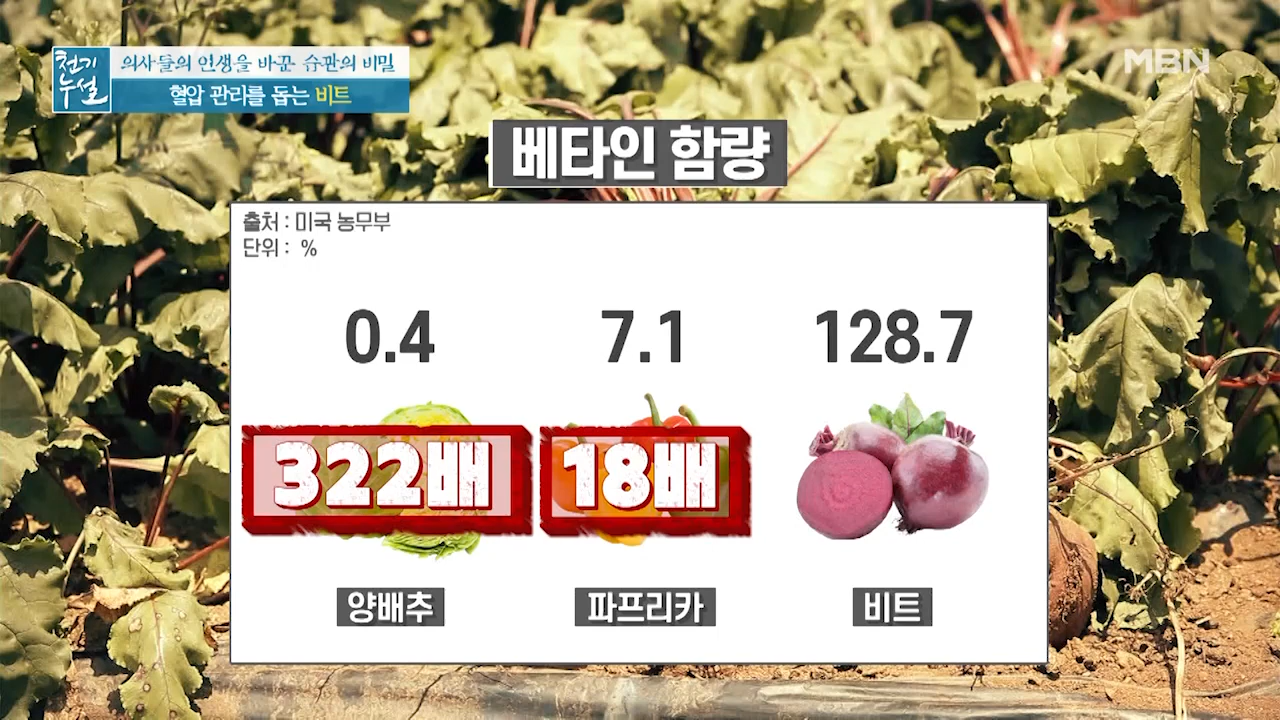 천기누설
의사들의 인생을 바꾼 습관의 비밀
혈압 관리를 돕는 비트
MBN
베타인 함량
출처 : 미국 농무부
단위 : %
0.4 7.1 128.7
322배 18배
양배추 파프리카 비트